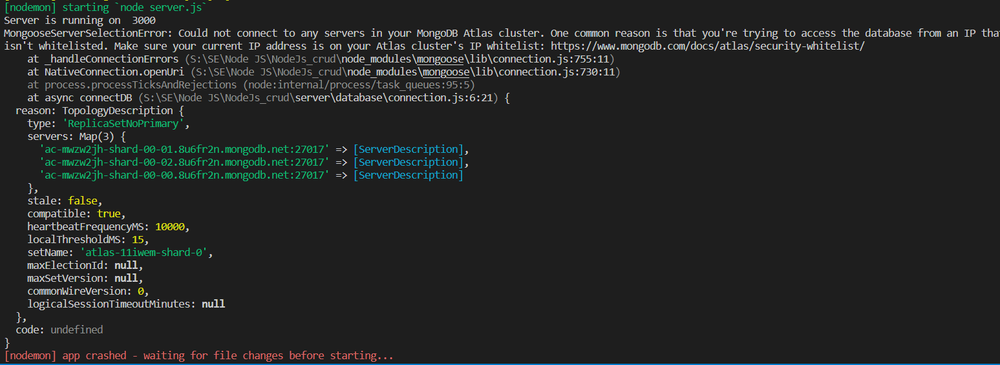 [nodemon] starting `node server.js`
Server is running on  3000
MongooseServerSelectionError: Could not connect to any servers in your MongoDB Atlas cluster. One common reason is that you're trying to access the database from an IP tha
isn't whitelisted. Make sure your current IP address is on your Atlas cluster's IP whitelist: https://www.mongodb.com/docs/atlas/security-whitelist/
    at _handleConnectionErrors (S:\SE\Node JS\NodeJs_crud\node_modules\mongoose\lib\connection.js:755:11)
    at NativeConnection.openUri (S:\SE\Node JS\NodeJs_crud\node_modules\mongoose\lib\connection.js:730:11)
    at process.processTicksAndRejections (node:internal/process/task_queues:95:5)
    at async connectDB (S:\SE\Node JS\NodeJs_crud\server\database\connection.js:6:21) {
  reason: TopologyDescription {
    type: 'ReplicaSetNoPrimary',
    servers: Map(3) {
      'ac-mwzw2jh-shard-00-01.8u6fr2n.mongodb.net:27017' => [ServerDescription],
      'ac-mwzw2jh-shard-00-02.8u6fr2n.mongodb.net:27017' => [ServerDescription],
      'ac-mwzw2jh-shard-00-00.8u6fr2n.mongodb.net:27017' => [ServerDescription]
    },
    stale: false,
    compatible: true,
    heartbeatFrequencyMS: 10000,
    localThresholdMS: 15,
    setName: 'atlas-11iwem-shard-0',
    maxElectionId: null,
    maxSetVersion: null,
    commonWireVersion: 0,
    logicalSessionTimeoutMinutes: null
  },
  code: undefined
}
[nodemon] app crashed - waiting for file changes before starting...